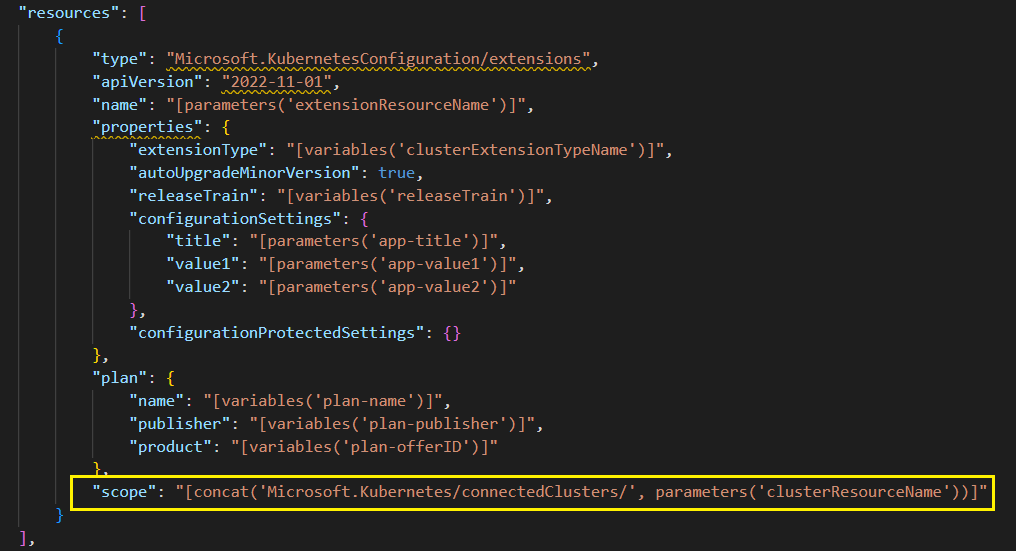 "resources": [
{
"type": "Microsoft.KubernetesConfiguration/extensions",
"apiVersion": "2022-11-01",
"name": "[parameters('extensionResourceName')]",
"properties": {
"extensionType": "[variables('clusterExtensionTypeName')]",
"autoUpgradeMinorVersion": true,
"releaseTrain": "[variables('releaseTrain')]",
"configurationSettings": {
"title": "[parameters('app-title')]",
"value1": "[parameters('app-value1')]",
"value2": "[parameters('app-value2')]"
},
"configurationProtectedSettings": {}
},
"plan": {
"name": "[variables('plan-name')]",
"publisher": "[variables('plan-publisher')]",
"product": "[variables('plan-offerID')]"
},
"scope": "[concat('Microsoft.Kubernetes/connectedClusters/', parameters('clusterResourceName'))]"
}
],